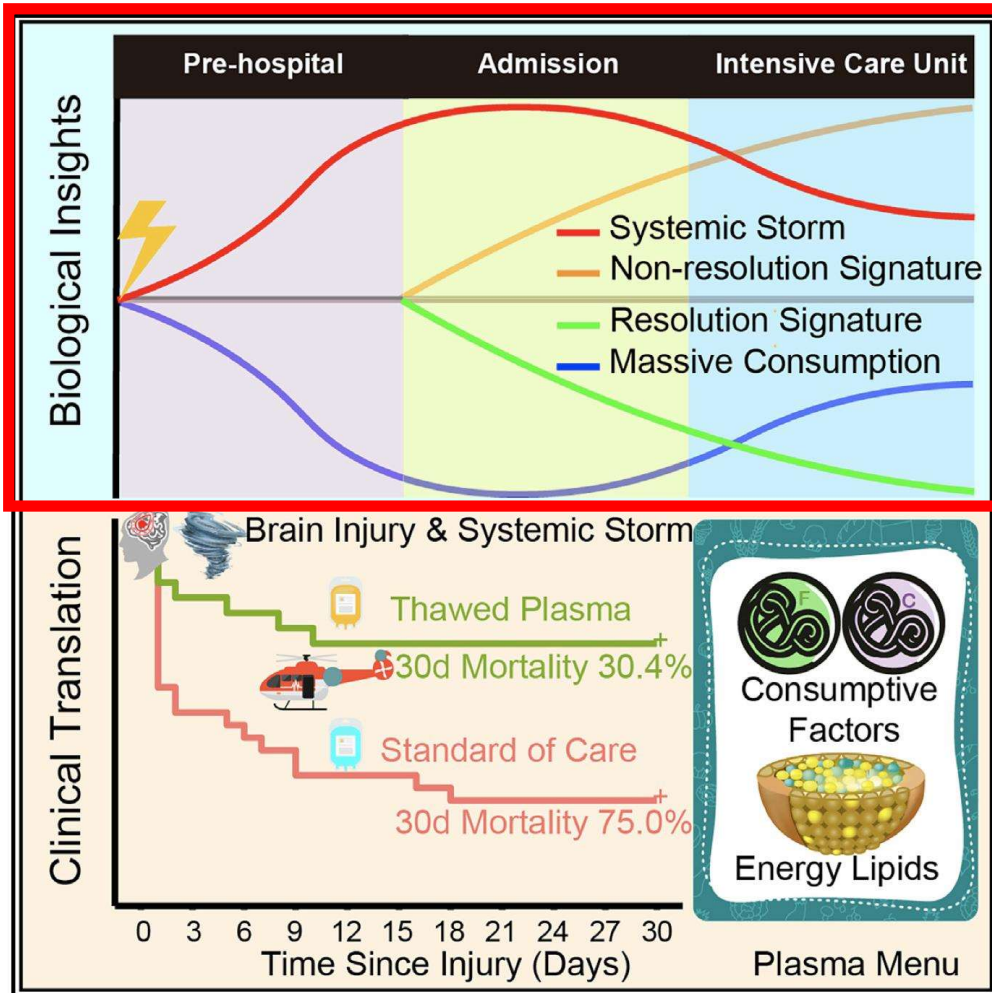 Pre-hospital
Admission
Intensive Care Unit
Biological Insights
Systemic Storm
Non-resolution Signature
Resolution Signature
Massive Consumption
Clinical Translation
Brain Injury & Systemic Storm
Thawed Plasma
30d Mortality 30.4%
Standard of Care
30d Mortality 75.0%
0 3 6 9 12 15 18 21 24 27 30
Time Since Injury (Days)
F
C
Consumptive
Factors
Energy Lipids
Plasma Menu